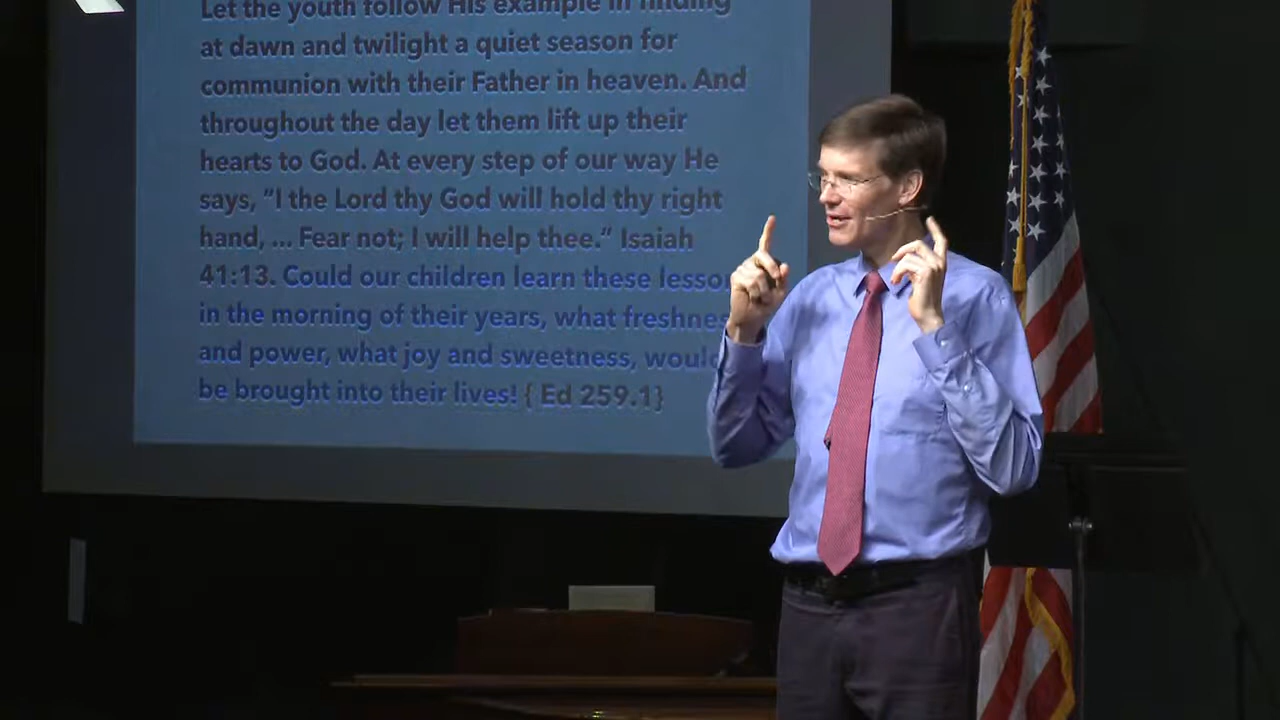 Let the youth follow His example in finding
at dawn and twilight a quiet season for
communion with their Father in heaven. And
throughout the day let them lift up their
hearts to God. At every step of our way He
says, “I the Lord thy God will hold thy right
hand, ... Fear not; I will help thee.” Isaiah
41:13. Could our children learn these lesso
in the morning of their years, what freshne
and power, what joy and sweetness, woul
be brought into their lives! { Ed 259.1}